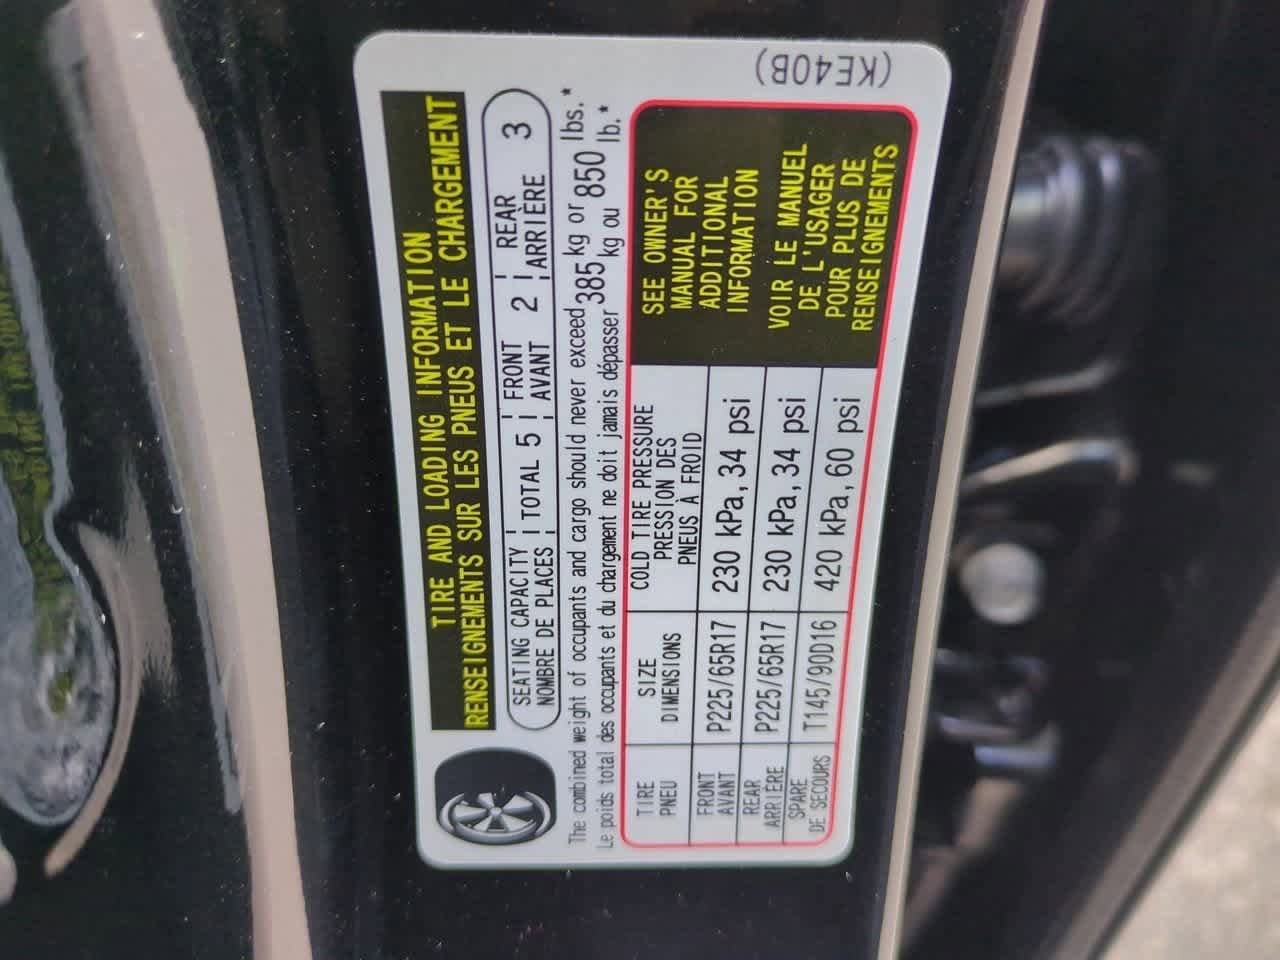 TIRE AND LOADING INFORMATION
RENSEIGNEMENTS SUR LES PNEUS ET LE CHARGEMENT
SEATING CAPACITY | TOTAL 5 | FRONT 2 | REAR 3
NOMBRE DE PLACES | AVANT | ARRIÈRE
The combined weight of occupants and cargo should never exceed 385 kg or 850 lbs.*
Le poids total des occupants et du chargement ne doit jamais dépasser kg ou lb.*
TIRE SIZE COLD TIRE PRESSURE
PNEU DIMENSIONS PRESSION DES
PNEUS À FROID
FRONT
AVANT P225/65R17 230 kPa, 34 psi
REAR
ARRIÈRE P225/65R17 230 kPa, 34 psi
SPARE
DE SECOURS T145/90D16 420 kPa, 60 psi
SEE OWNER'S
MANUAL FOR
ADDITIONAL
INFORMATION
VOIR LE MANUEL
DE L'USAGER
POUR PLUS DE
RENSEIGNEMENTS
(KE40B)